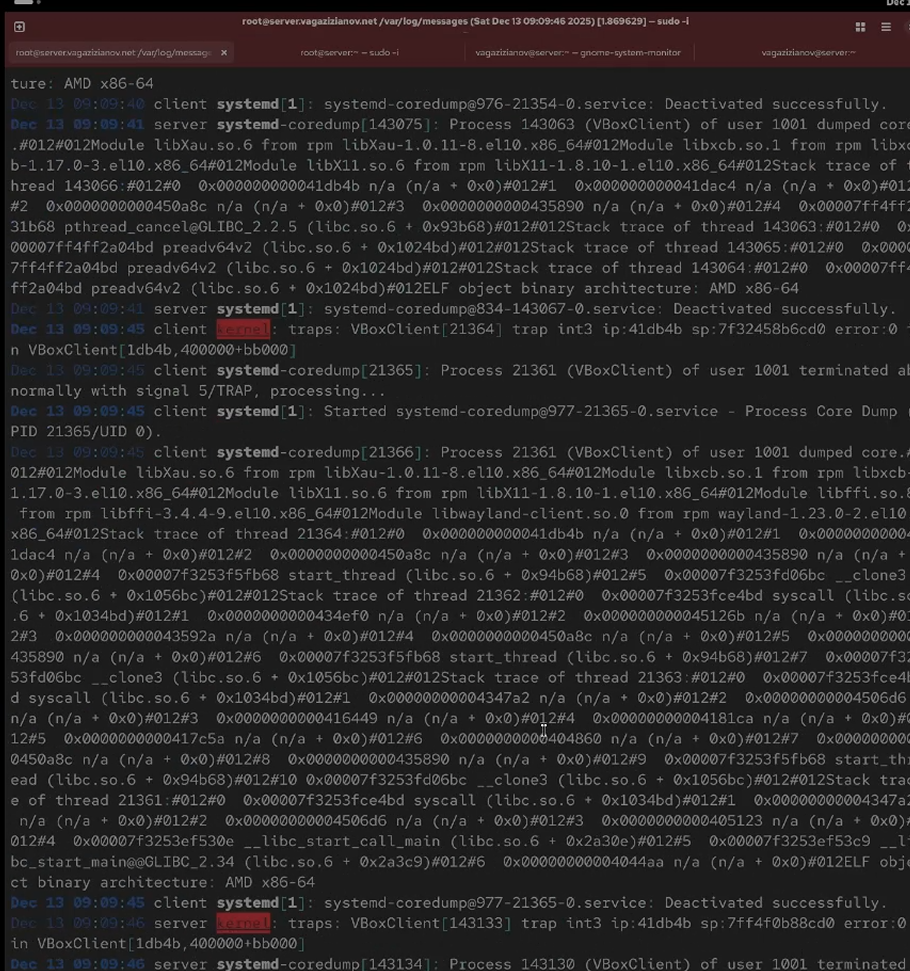 Dec 1
root@server.vagazizianov.net /var/log/messages (Sat Dec 13 09:09:46 2025) [1.869629] — sudo -i
root@server.vagazizianov.net /var/log/message × root@server:~ — sudo -i vagazizianov@server:~ — gnome-system-monitor vagazizianov@server:~
ture: AMD x86-64
Dec 13 09:09:40 client systemd[1]: systemd-coredump@976-21354-0.service: Deactivated successfully.
Dec 13 09:09:41 server systemd-coredump[143075]: Process 143063 (VBoxClient) of user 1001 dumped core
.#012#012Module libXau.so.6 from rpm libXau-1.0.11-8.el10.x86_64#012Module libxcb.so.1 from rpm libxc
b-1.17.0-3.el10.x86_64#012Module libX11.so.6 from rpm libX11-1.8.10-1.el10.x86_64#012Stack trace of t
hread 143066:#012#0 0x000000000041db4b n/a (n/a + 0x0)#012#1 0x000000000041dac4 n/a (n/a + 0x0)#012
#2 0x0000000000450a8c n/a (n/a + 0x0)#012#3 0x0000000000435890 n/a (n/a + 0x0)#012#4 0x00007ff4ff2
31b68 pthread_cancel@GLIBC_2.2.5 (libc.so.6 + 0x93b68)#012#012Stack trace of thread 143063:#012#0 0x
00007ff4ff2a04bd preadv64v2 (libc.so.6 + 0x1024bd)#012#012Stack trace of thread 143065:#012#0 0x0000
7ff4ff2a04bd preadv64v2 (libc.so.6 + 0x1024bd)#012#012Stack trace of thread 143064:#012#0 0x00007ff4
ff2a04bd preadv64v2 (libc.so.6 + 0x1024bd)#012#012ELF object binary architecture: AMD x86-64
Dec 13 09:09:41 server systemd[1]: systemd-coredump@834-143067-0.service: Deactivated successfully.
Dec 13 09:09:45 client kernel: traps: VBoxClient[21364] trap int3 ip:41db4b sp:7f32458b6cd0 error:0 i
n VBoxClient[1db4b,400000+bb000]
Dec 13 09:09:45 client systemd-coredump[21365]: Process 21361 (VBoxClient) of user 1001 terminated ab
normally with signal 5/TRAP, processing...
Dec 13 09:09:45 client systemd[1]: Started systemd-coredump@977-21365-0.service - Process Core Dump (
PID 21365/UID 0).
Dec 13 09:09:45 client systemd-coredump[21366]: Process 21361 (VBoxClient) of user 1001 dumped core.#
012#012Module libXau.so.6 from rpm libXau-1.0.11-8.el10.x86_64#012Module libxcb.so.1 from rpm libxcb-
1.17.0-3.el10.x86_64#012Module libX11.so.6 from rpm libX11-1.8.10-1.el10.x86_64#012Module libffi.so.8
from rpm libffi-3.4.4-9.el10.x86_64#012Module libwayland-client.so.0 from rpm wayland-1.23.0-2.el10.
x86_64#012Stack trace of thread 21364:#012#0 0x000000000041db4b n/a (n/a + 0x0)#012#1 0x00000000004
1dac4 n/a (n/a + 0x0)#012#2 0x0000000000450a8c n/a (n/a + 0x0)#012#3 0x0000000000435890 n/a (n/a +
0x0)#012#4 0x00007f3253f5fb68 start_thread (libc.so.6 + 0x94b68)#012#5 0x00007f3253fd06bc __clone3
(libc.so.6 + 0x1056bc)#012#012Stack trace of thread 21362:#012#0 0x00007f3253fce4bd syscall (libc.so
.6 + 0x1034bd)#012#1 0x0000000000434ef0 n/a (n/a + 0x0)#012#2 0x000000000045126b n/a (n/a + 0x0)#01
2#3 0x000000000043592a n/a (n/a + 0x0)#012#4 0x0000000000450a8c n/a (n/a + 0x0)#012#5 0x0000000000
435890 n/a (n/a + 0x0)#012#6 0x00007f3253f5fb68 start_thread (libc.so.6 + 0x94b68)#012#7 0x00007f32
53fd06bc __clone3 (libc.so.6 + 0x1056bc)#012#012Stack trace of thread 21363:#012#0 0x00007f3253fce4b
d syscall (libc.so.6 + 0x1034bd)#012#1 0x00000000004347a2 n/a (n/a + 0x0)#012#2 0x00000000004506d6
n/a (n/a + 0x0)#012#3 0x0000000000416449 n/a (n/a + 0x0)#012#4 0x00000000004181ca n/a (n/a + 0x0)#0
12#5 0x0000000000417c5a n/a (n/a + 0x0)#012#6 0x0000000000404860 n/a (n/a + 0x0)#012#7 0x000000000
0450a8c n/a (n/a + 0x0)#012#8 0x0000000000435890 n/a (n/a + 0x0)#012#9 0x00007f3253f5fb68 start_thr
ead (libc.so.6 + 0x94b68)#012#10 0x00007f3253fd06bc __clone3 (libc.so.6 + 0x1056bc)#012#012Stack trac
e of thread 21361:#012#0 0x00007f3253fce4bd syscall (libc.so.6 + 0x1034bd)#012#1 0x00000000004347a2
n/a (n/a + 0x0)#012#2 0x00000000004506d6 n/a (n/a + 0x0)#012#3 0x0000000000405123 n/a (n/a + 0x0)#
012#4 0x00007f3253ef530e __libc_start_call_main (libc.so.6 + 0x2a30e)#012#5 0x00007f3253ef53c9 __li
bc_start_main@@GLIBC_2.34 (libc.so.6 + 0x2a3c9)#012#6 0x00000000004044aa n/a (n/a + 0x0)#012ELF obje
ct binary architecture: AMD x86-64
Dec 13 09:09:45 client systemd[1]: systemd-coredump@977-21365-0.service: Deactivated successfully.
Dec 13 09:09:46 server kernel: traps: VBoxClient[143133] trap int3 ip:41db4b sp:7ff4f0b88cd0 error:0
in VBoxClient[1db4b,400000+bb000]
Dec 13 09:09:46 server systemd-coredump[143134]: Process 143130 (VBoxClient) of user 1001 terminated